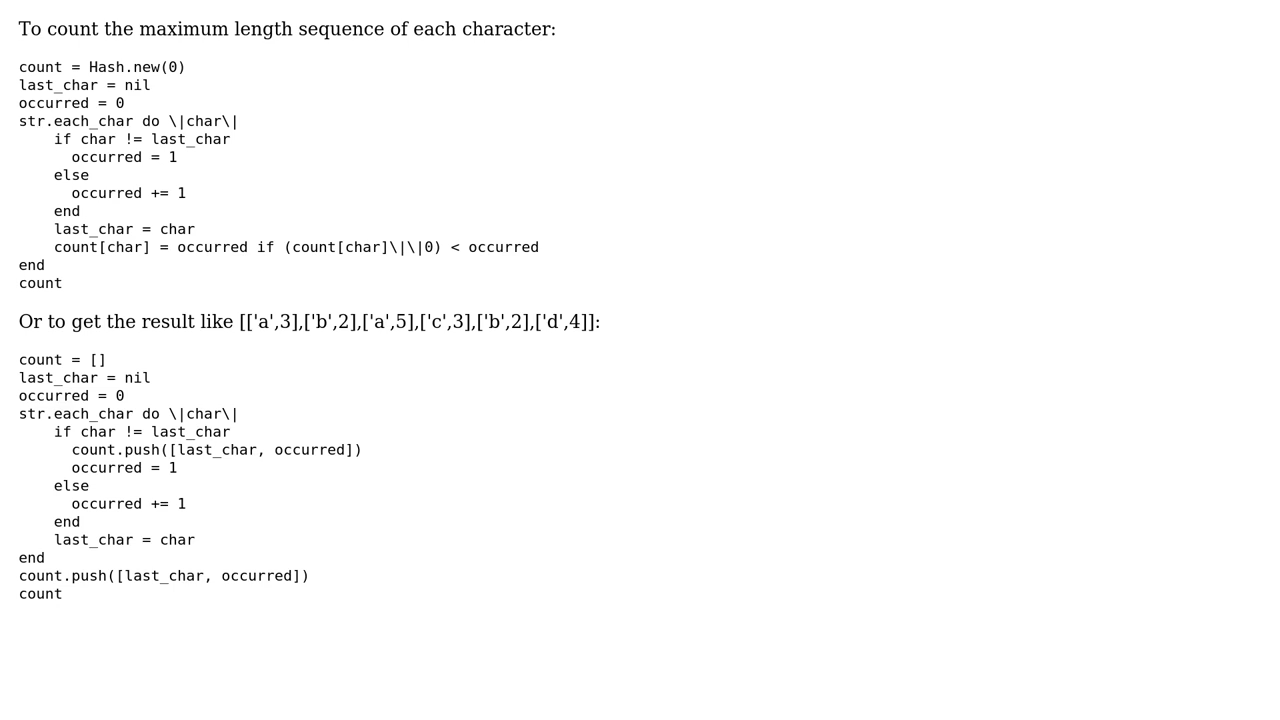 To count the maximum length sequence of each character:
count = Hash.new(0)
last_char = nil
occurred = 0
str.each_char do \|char\|
    if char != last_char
      occurred = 1
    else
      occurred += 1
    end
    last_char = char
    count[char] = occurred if (count[char]\|\|0) < occurred
end
count
Or to get the result like [['a',3],['b',2],['a',5],['c',3],['b',2],['d',4]]:
count = []
last_char = nil
occurred = 0
str.each_char do \|char\|
    if char != last_char
      count.push([last_char, occurred])
      occurred = 1
    else
      occurred += 1
    end
    last_char = char
end
count.push([last_char, occurred])
count